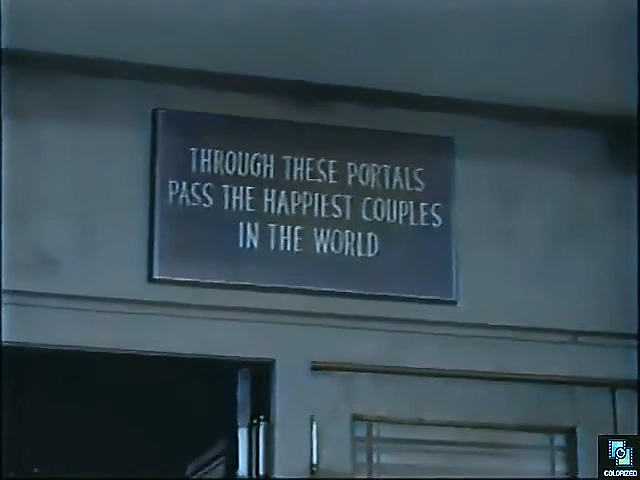 THROUGH THESE PORTALS
PASS THE HAPPIEST COUPLES
IN THE WORLD
COLORIZED